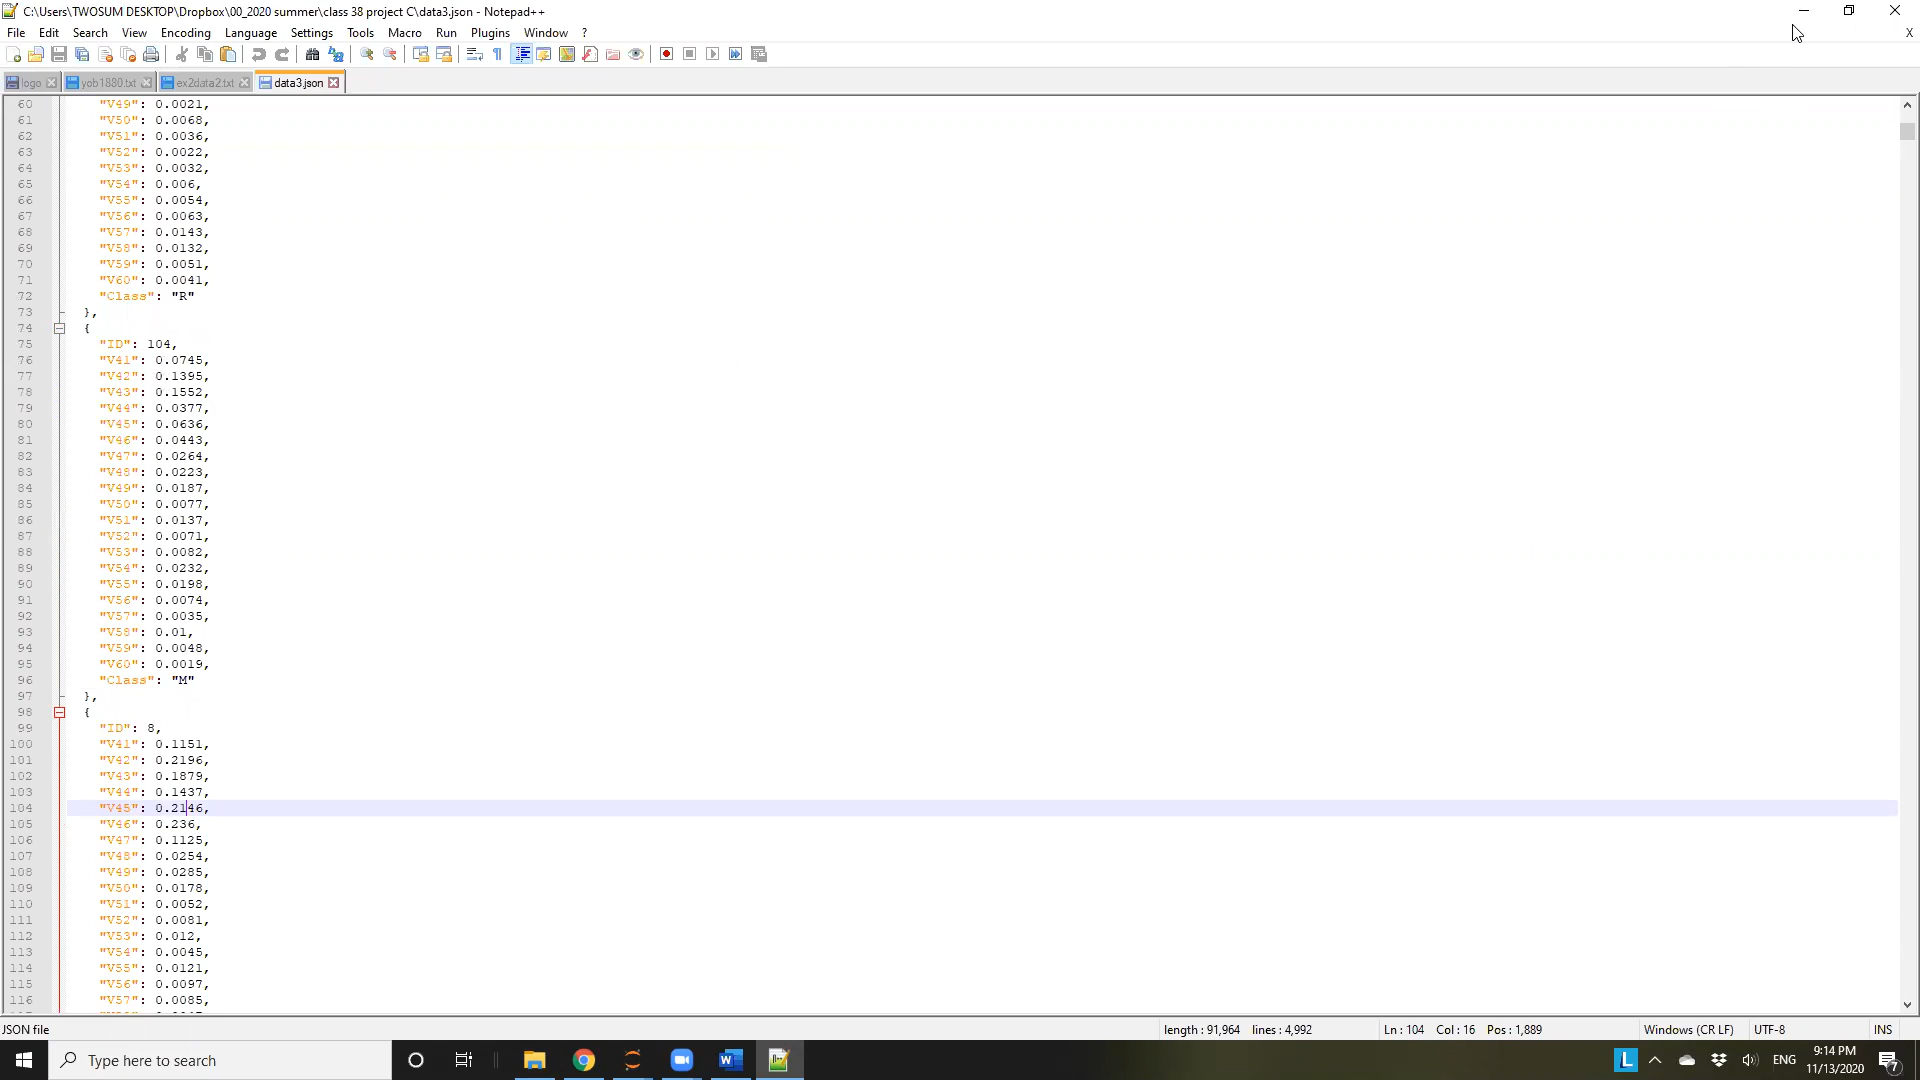 C:\Users\TWOSUM DESKTOP\Dropbox\00_2020 summer\class 38 project C\data3.json - Notepad++
File Edit Search View Encoding Language Settings Tools Macro Run Plugins Window ? X
logo yob1880.txt ex2data2.txt data3.json
60 "V49": 0.0021,
61 "V50": 0.0068,
62 "V51": 0.0036,
63 "V52": 0.0022,
64 "V53": 0.0032,
65 "V54": 0.006,
66 "V55": 0.0054,
67 "V56": 0.0063,
68 "V57": 0.0143,
69 "V58": 0.0132,
70 "V59": 0.0051,
71 "V60": 0.0041,
72 "Class": "R"
73 },
74 {
75 "ID": 104,
76 "V41": 0.0745,
77 "V42": 0.1395,
78 "V43": 0.1552,
79 "V44": 0.0377,
80 "V45": 0.0636,
81 "V46": 0.0443,
82 "V47": 0.0264,
83 "V48": 0.0223,
84 "V49": 0.0187,
85 "V50": 0.0077,
86 "V51": 0.0137,
87 "V52": 0.0071,
88 "V53": 0.0082,
89 "V54": 0.0232,
90 "V55": 0.0198,
91 "V56": 0.0074,
92 "V57": 0.0035,
93 "V58": 0.01,
94 "V59": 0.0048,
95 "V60": 0.0019,
96 "Class": "M"
97 },
98 {
99 "ID": 8,
100 "V41": 0.1151,
101 "V42": 0.2196,
102 "V43": 0.1879,
103 "V44": 0.1437,
104 "V45": 0.2146,
105 "V46": 0.236,
106 "V47": 0.1125,
107 "V48": 0.0254,
108 "V49": 0.0285,
109 "V50": 0.0178,
110 "V51": 0.0052,
111 "V52": 0.0081,
112 "V53": 0.012,
113 "V54": 0.0045,
114 "V55": 0.0121,
115 "V56": 0.0097,
116 "V57": 0.0085,
JSON file length : 91,964 lines : 4,992 Ln : 104 Col : 16 Pos : 1,889 Windows (CR LF) UTF-8 INS
Type here to search L ENG 9:14 PM
11/13/2020 7